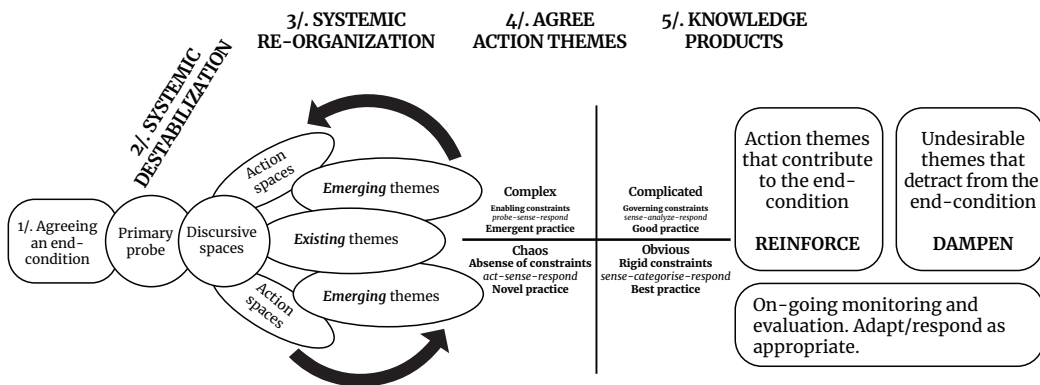 3/. SYSTEMIC
RE-ORGANIZATION
4/. AGREE
ACTION THEMES
5/. KNOWLEDGE
PRODUCTS
2/. SYSTEMIC
DESTABILIZATION
1/. Agreeing
an end-
condition
Primary
probe
Discursive
spaces
Action
spaces
Emerging themes
Existing themes
Emerging themes
Action
spaces
Complex
Enabling constraints
probe-sense-respond
Emergent practice
Complicated
Governing constraints
sense-analyze-respond
Good practice
Chaos
Absense of constraints
act-sense-respond
Novel practice
Obvious
Rigid constraints
sense-categorise-respond
Best practice
Action themes
that contribute
to the end-
condition
REINFORCE
Undesirable
themes that
detract from the
end-condition
DAMPEN
On-going monitoring and
evaluation. Adapt/respond as
appropriate.